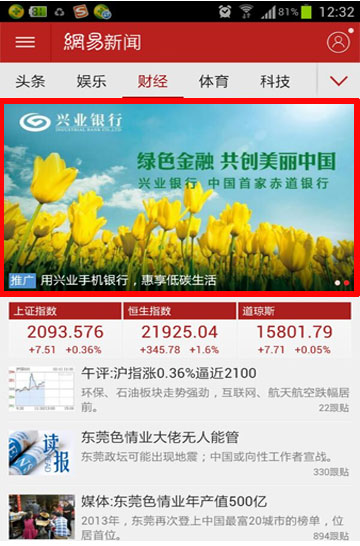 81% 12:32
網易新闻
头条 娱乐 财经 体育 科技
兴业银行
INDUSTRIAL BANK CO.,LTD.
绿色金融 共创美丽中国
兴业银行 中国首家赤道银行
推广 用兴业手机银行，惠享低碳生活
上证指数 恒生指数 道琼斯
2093.576 21925.04 15801.79
+7.51 +0.36% +345.78 +1.6% +7.71 +0.05%
午评:沪指涨0.36%逼近2100
环保、石油板块走势强劲，互联网、航天航空跌幅居前。
22跟贴
读报
东莞色情业大佬无人能管
东莞政坛可能出现地震；中国或向性工作者宣战。
330跟贴
媒体:东莞色情业年产值500亿
2013年，东莞再次登上中国最富20城市的榜单，位居首位。
884跟贴